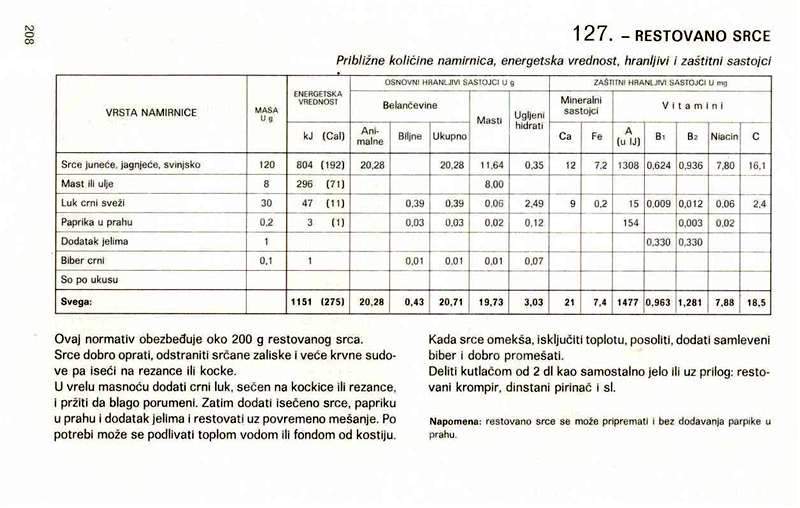 208
127. – RESTOVANO SRCE
Približne količine namirnica, energetska vrednost, hranljivi i zaštitni sastojci
VRSTA NAMIRNICE MASA U g ENERGETSKA VREDNOST OSNOVNI HRANLJIVI SASTOJCI U g ZAŠTITNI HRANLJIVI SASTOJCI U mg
Belančevine Masti Ugljeni hidrati Mineralni sastojci Vitamini
kJ (Cal) Animalne Biljne Ukupno Ca Fe A (u IJ) B1 B2 Niacin C
Srce juneće, jagnjeće, svinjsko 120 804 (192) 20,28 20,28 11,64 0,35 12 7,2 1308 0,624 0,936 7,80 16,1
Mast ili ulje 8 296 (71) 8,00
Luk crni sveži 30 47 (11) 0,39 0,39 0,06 2,49 9 0,2 15 0,009 0,012 0,06 2,4
Paprika u prahu 0,2 3 (1) 0,03 0,03 0,02 0,12 154 0,003 0,02
Dodatak jelima 1 0,330 0,330
Biber crni 0,1 1 0,01 0,01 0,01 0,07
So po ukusu
Svega: 1151 (275) 20,28 0,43 20,71 19,73 3,03 21 7,4 1477 0,963 1,281 7,88 18,5
Ovaj normativ obezbeđuje oko 200 g restovanog srca.
Srce dobro oprati, odstraniti srčane zaliske i veće krvne sudo-
ve pa iseći na rezance ili kocke.
U vrelu masnoću dodati crni luk, sečen na kockice ili rezance,
i pržiti da blago porumeni. Zatim dodati isečeno srce, papriku
u prahu i dodatak jelima i restovati uz povremeno mešanje. Po
potrebi može se podlivati toplom vodom ili fondom od kostiju.
Kada srce omekša, isključiti toplotu, posoliti, dodati samleveni
biber i dobro promešati.
Deliti kutlačom od 2 dl kao samostalno jelo ili uz prilog: resto-
vani krompir, dinstani pirinač i sl.
Napomena: restovano srce se može pripremati i bez dodavanja parpike u
prahu.